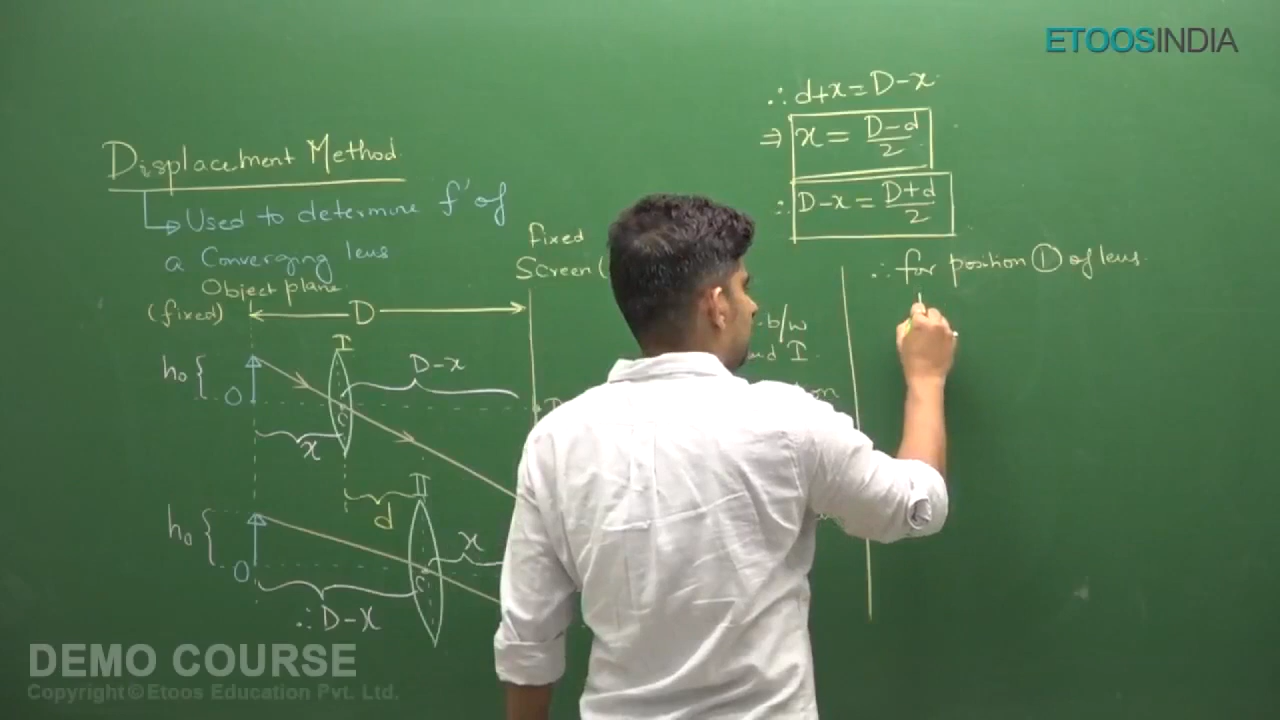 ETOOSINDIA
Displacement Method
Used to determine f' of
a Converging lens
Object plane
(fixed)
D
fixed
Screen (
∴ d+x = D-x
⇒ x = D-d/2
∴ D-x = D+d/2
∴ for position ① of lens
b/w
I
I
h₀
O
D-x
C
x
II
d
h₀
O
x
C
∴ D-x
DEMO COURSE
Copyright © Etoos Education Pvt. Ltd.